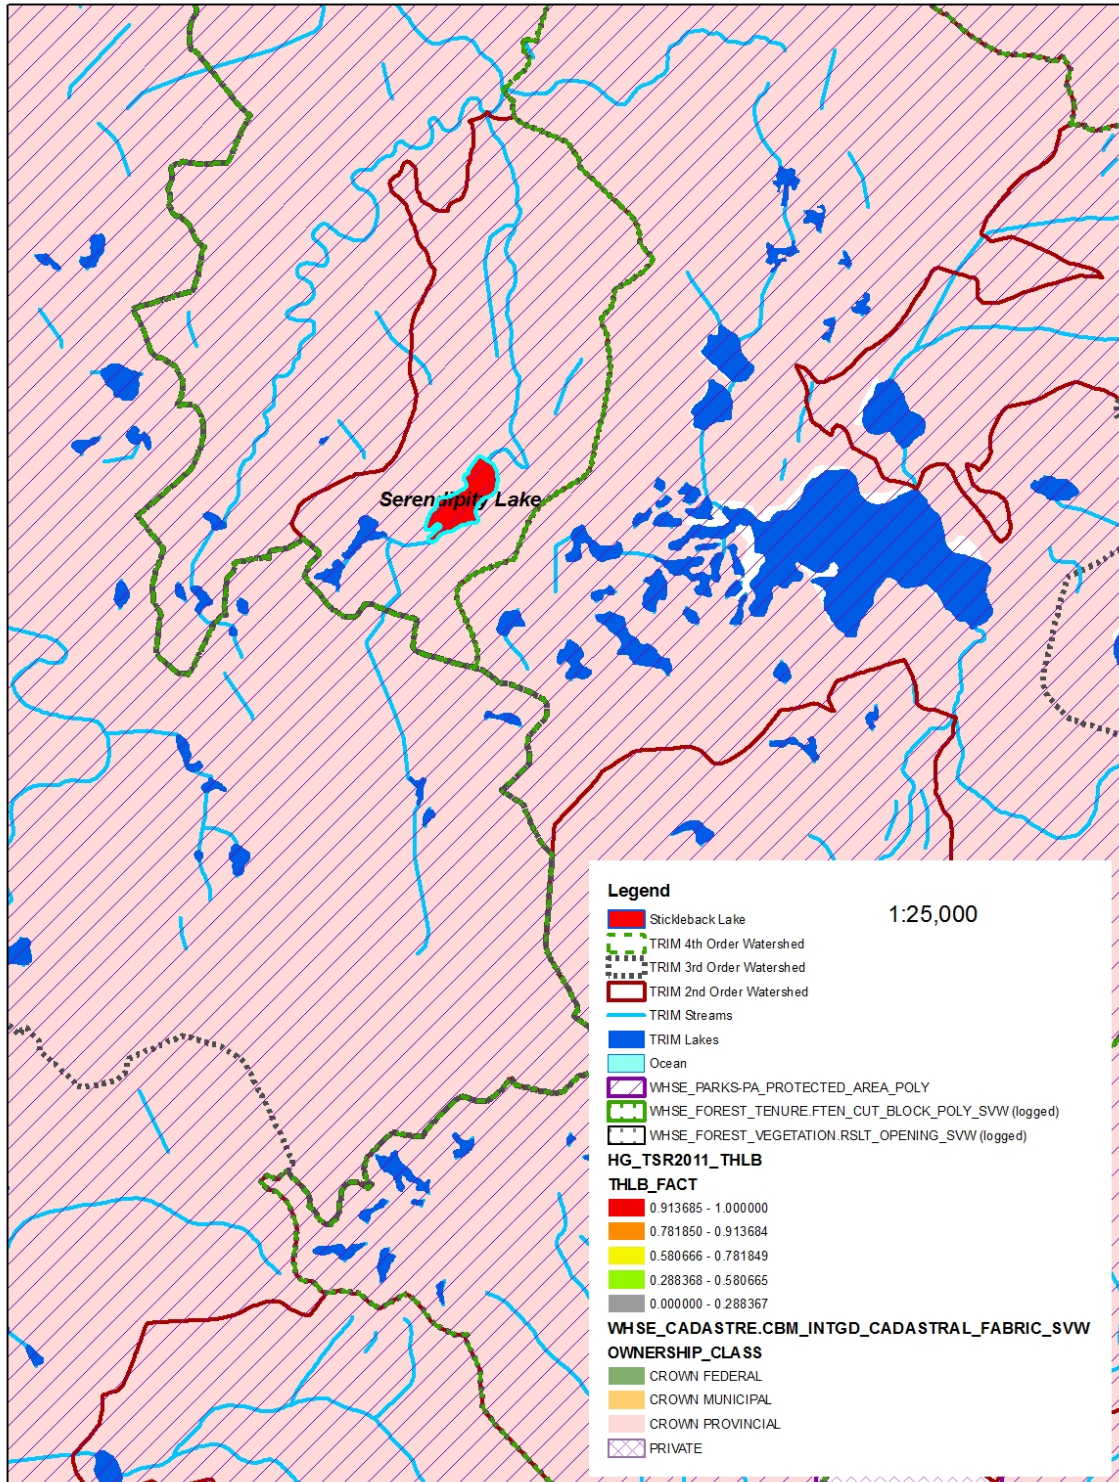 Serendipity Lake
Legend
1:25,000
Stickleback Lake
TRIM 4th Order Watershed
TRIM 3rd Order Watershed
TRIM 2nd Order Watershed
TRIM Streams
TRIM Lakes
Ocean
WHSE_PARKS-PA_PROTECTED_AREA_POLY
WHSE_FOREST_TENURE.FTEN_CUT_BLOCK_POLY_SVW (logged)
WHSE_FOREST_VEGETATION.RSLT_OPENING_SVW (logged)
HG_TSR2011_THLB
THLB_FACT
0.913685 - 1.000000
0.781850 - 0.913684
0.580666 - 0.781849
0.288368 - 0.580665
0.000000 - 0.288367
WHSE_CADASTRE.CBM_INTGD_CADASTRAL_FABRIC_SVW
OWNERSHIP_CLASS
CROWN FEDERAL
CROWN MUNICIPAL
CROWN PROVINCIAL
PRIVATE